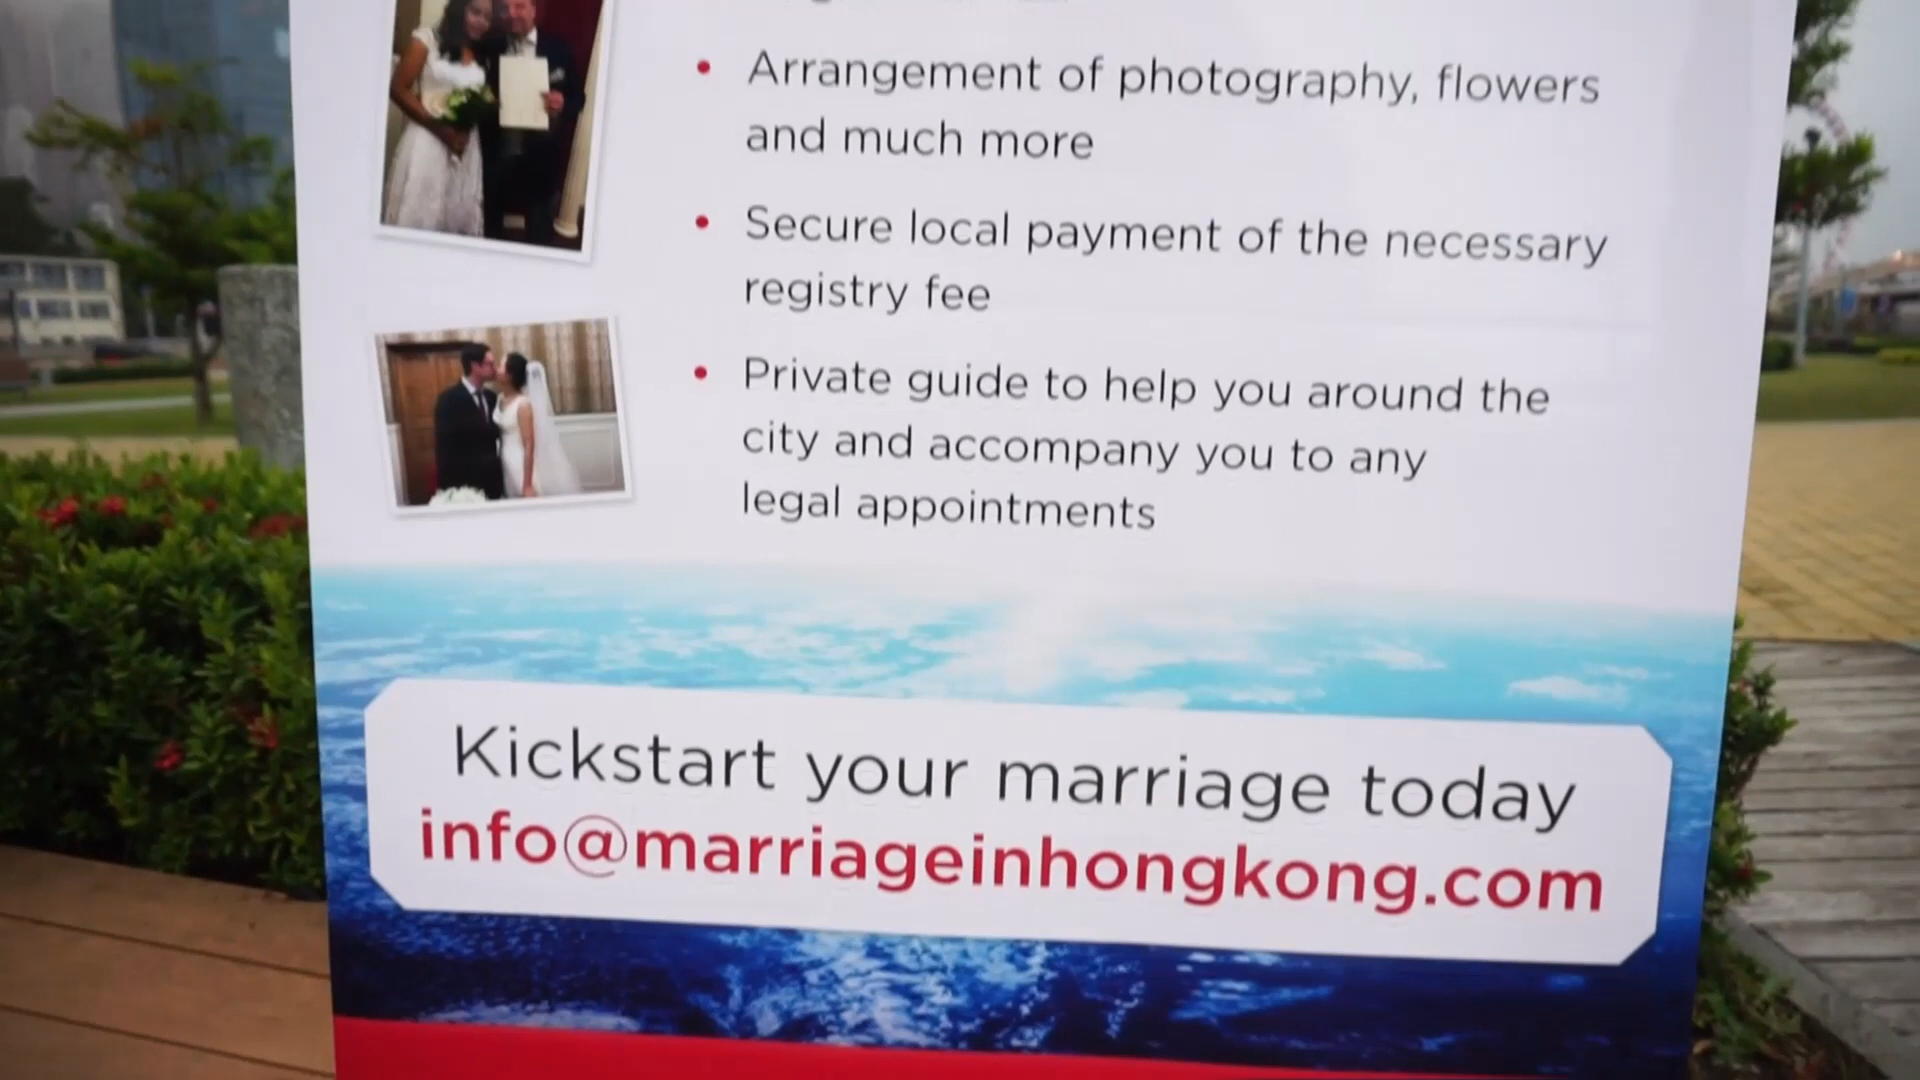 Arrangement of photography, flowers
and much more
Secure local payment of the necessary
registry fee
Private guide to help you around the
city and accompany you to any
legal appointments
Kickstart your marriage today
info@marriageinhongkong.com